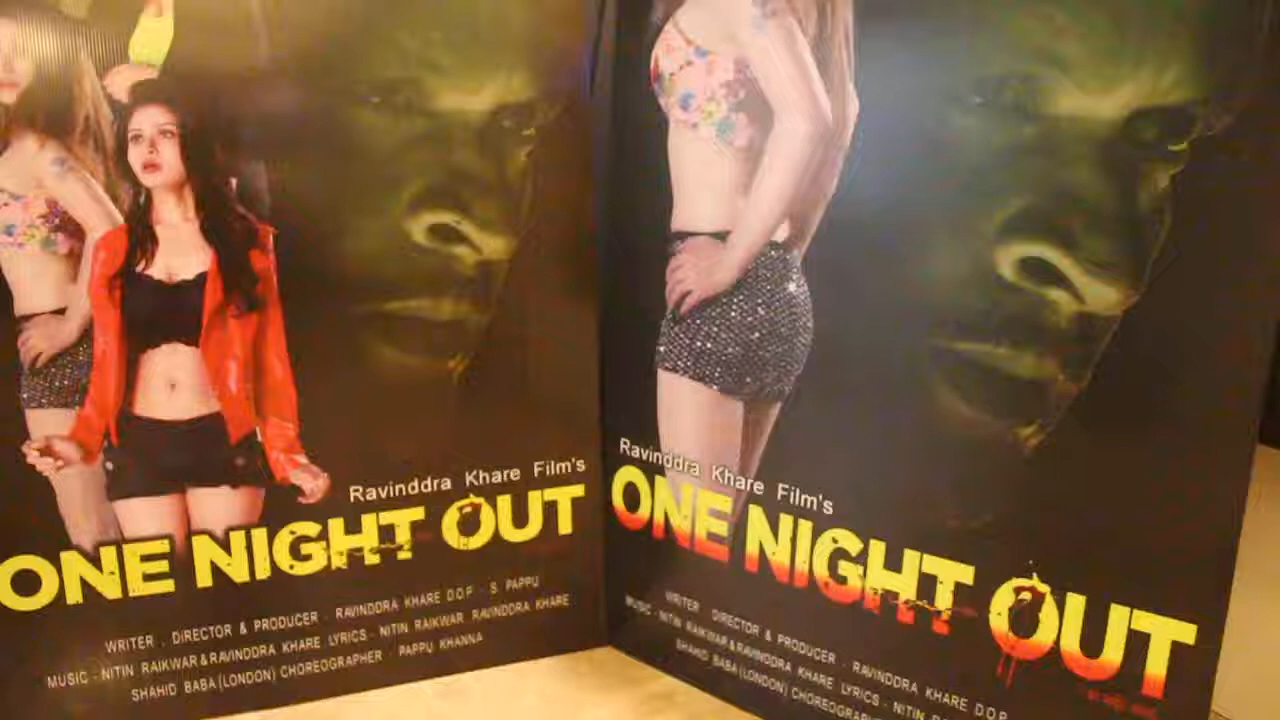 Ravinddra Khare Film's
ONE NIGHT OUT
WRITER . DIRECTOR & PRODUCER . RAVINDDRA KHARE D.O.P - S. PAPPU
MUSIC - NITIN RAIKWAR & RAVINDDRA KHARE LYRICS - NITIN RAIKWAR RAVINDDRA KHARE
SHAHID BABA (LONDON) CHOREOGRAPHER - PAPPU KHANNA
Ravinddra Khare Film's
ONE NIGHT OUT
WRITER . DIRECTOR & PRODUCER . RAVINDDRA KHARE D.O.P
MUSIC - NITIN RAIKWAR & RAVINDDRA KHARE LYRICS - NITIN
SHAHID BABA (LONDON) CHOREOGRAPH